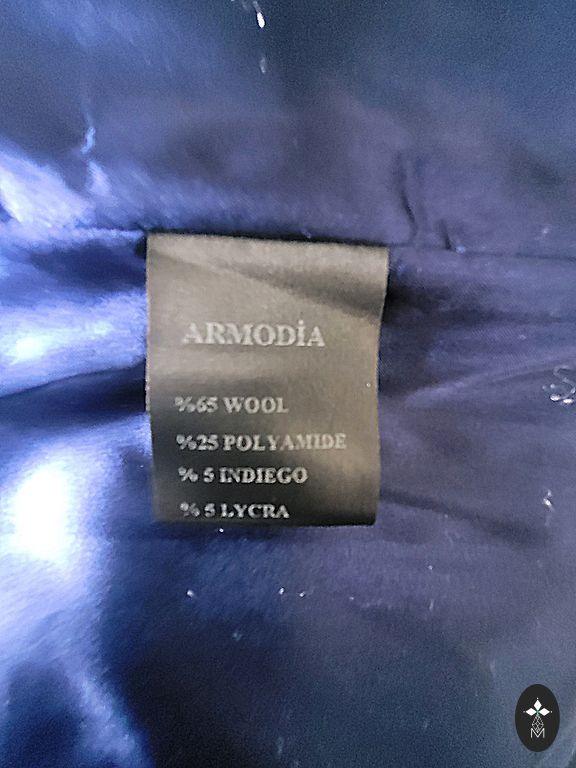 ARMODİA
%65 WOOL
%25 POLYAMIDE
% 5 INDIEGO
% 5 LYCRA
M